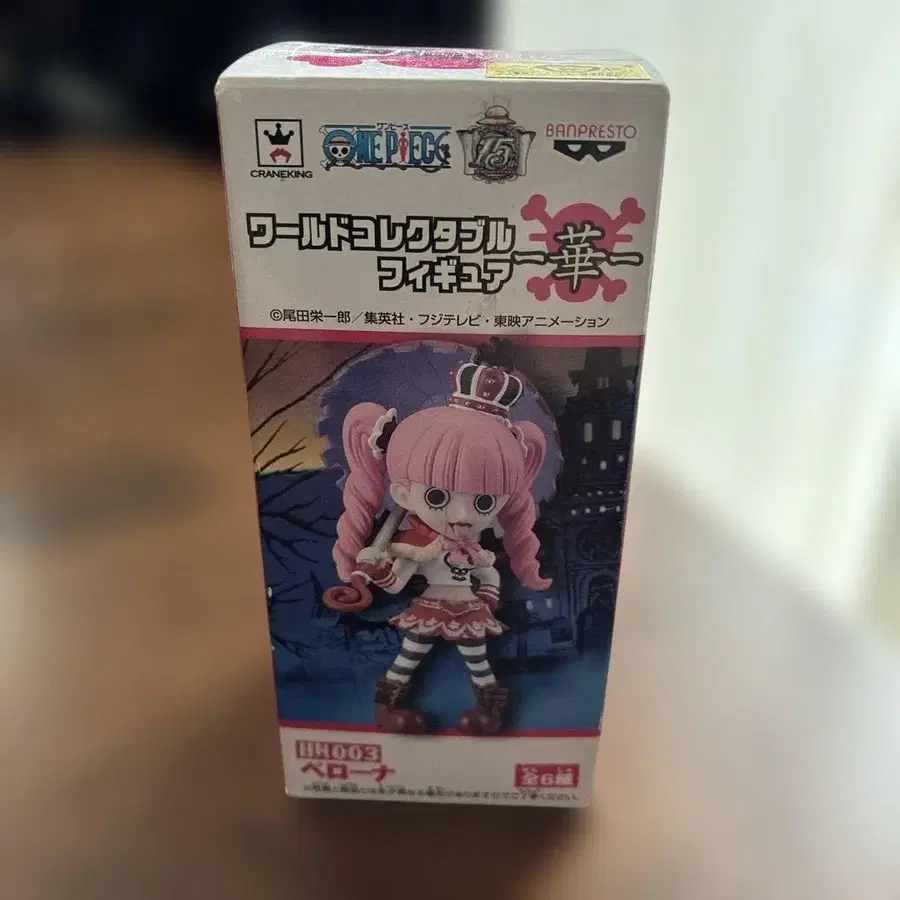 CRANEKING
ワンピース
ONE PIECE
15
BANPRESTO
ワールドコレクタブル
フィギュア
-華-
©尾田栄一郎／集英社・フジテレビ・東映アニメーション
HN003
ペローナ
全6種